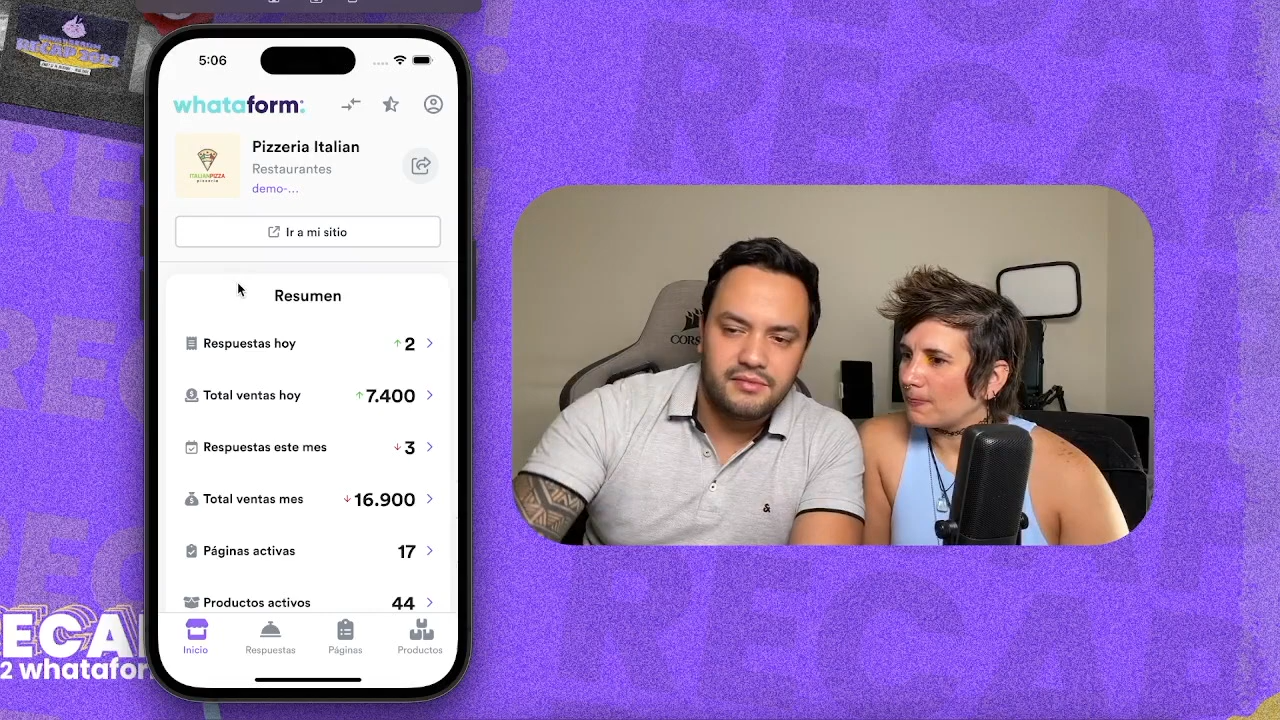 5:06
whataform:
Pizzeria Italian
Restaurantes
demo-...
ITALIANPIZZA
pizzeria
Ir a mi sitio
Resumen
Respuestas hoy
2
Total ventas hoy
7.400
Respuestas este mes
3
Total ventas mes
16.900
Páginas activas
17
Productos activos
44
Inicio
Respuestas
Páginas
Productos
ECA
2 whatafor
CORS